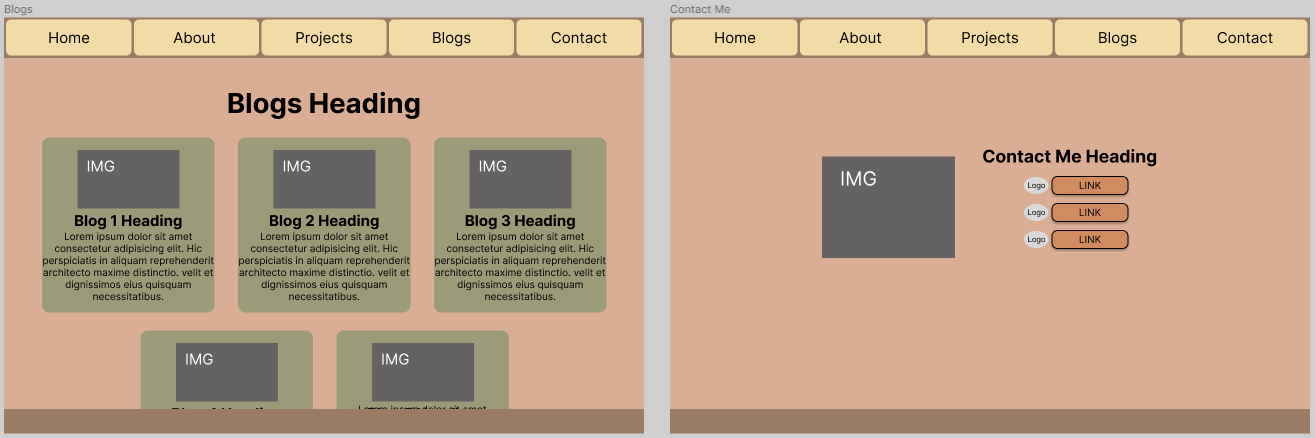 Blogs
Home About Projects Blogs Contact
Blogs Heading
IMG
Blog 1 Heading
Lorem ipsum dolor sit amet
consectetur adipisicing elit. Hic
perspiciatis in aliquam reprehenderit
architecto maxime distinctio. velit et
dignissimos eius quisquam
necessitatibus.
IMG
Blog 2 Heading
Lorem ipsum dolor sit amet
consectetur adipisicing elit. Hic
perspiciatis in aliquam reprehenderit
architecto maxime distinctio. velit et
dignissimos eius quisquam
necessitatibus.
IMG
Blog 3 Heading
Lorem ipsum dolor sit amet
consectetur adipisicing elit. Hic
perspiciatis in aliquam reprehenderit
architecto maxime distinctio. velit et
dignissimos eius quisquam
necessitatibus.
IMG
IMG
Contact Me
Home About Projects Blogs Contact
IMG
Contact Me Heading
Logo LINK
Logo LINK
Logo LINK